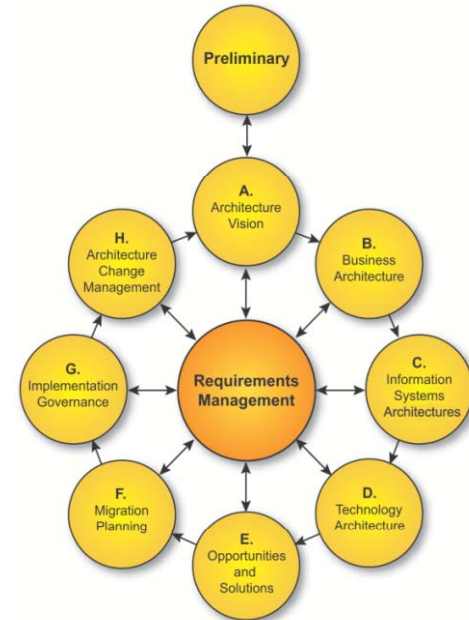 Preliminary
A.
Architecture
Vision
B.
Business
Architecture
C.
Information
Systems
Architectures
D.
Technology
Architecture
E.
Opportunities
and
Solutions
F.
Migration
Planning
G.
Implementation
Governance
H.
Architecture
Change
Management
Requirements
Management